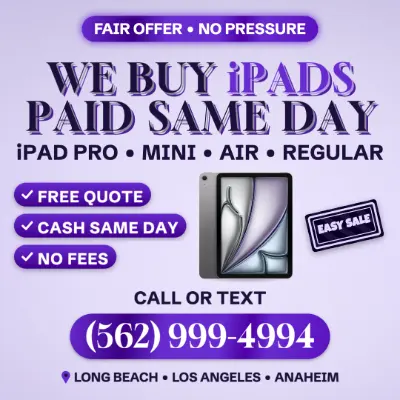 FAIR OFFER • NO PRESSURE
WE BUY iPADS
PAID SAME DAY
iPAD PRO • MINI • AIR • REGULAR
✓ FREE QUOTE
✓ CASH SAME DAY
✓ NO FEES
EASY SALE
CALL OR TEXT
(562) 999-4994
LONG BEACH • LOS ANGELES • ANAHEIM